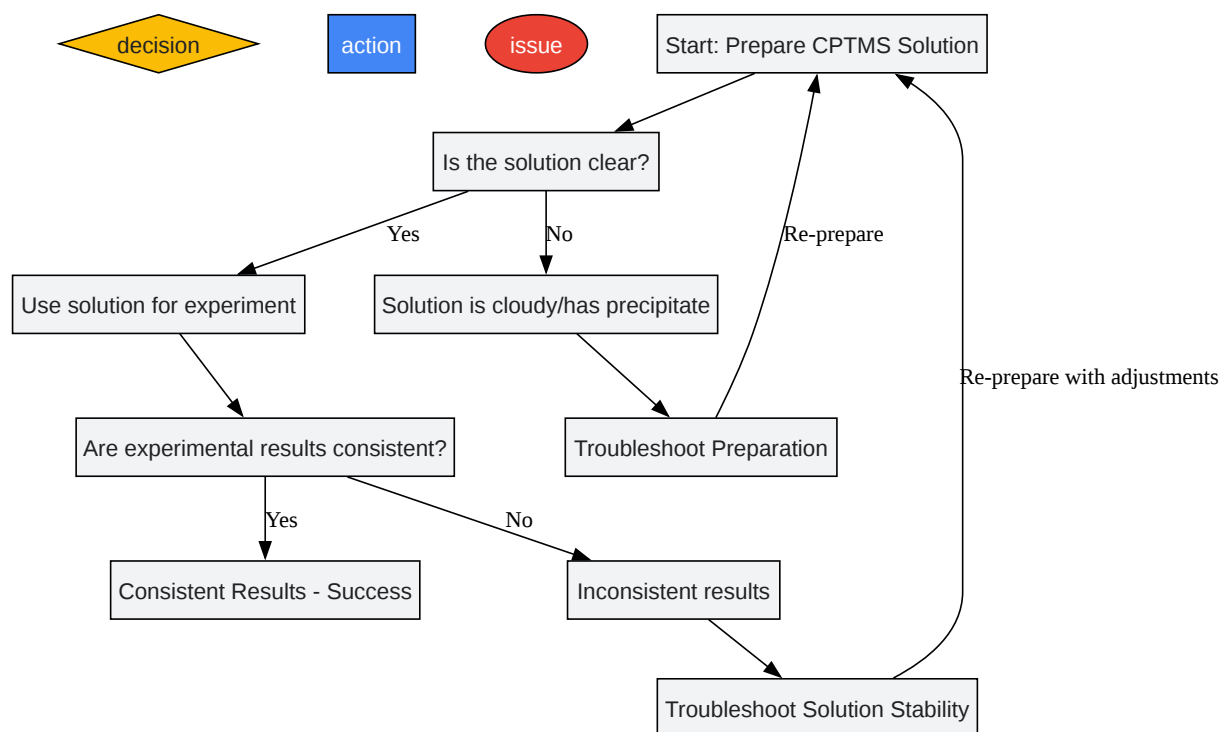 decision
action
issue
Start: Prepare CPTMS Solution
Is the solution clear?
Yes
No
Re-prepare
Use solution for experiment
Solution is cloudy/has precipitate
Re-prepare with adjustments
Are experimental results consistent?
Troubleshoot Preparation
Yes
No
Consistent Results - Success
Inconsistent results
Troubleshoot Solution Stability